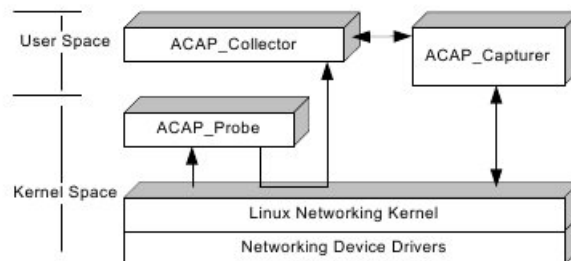 User Space
ACAP_Collector
ACAP_Capturer
ACAP_Probe
Kernel Space
Linux Networking Kernel
Networking Device Drivers